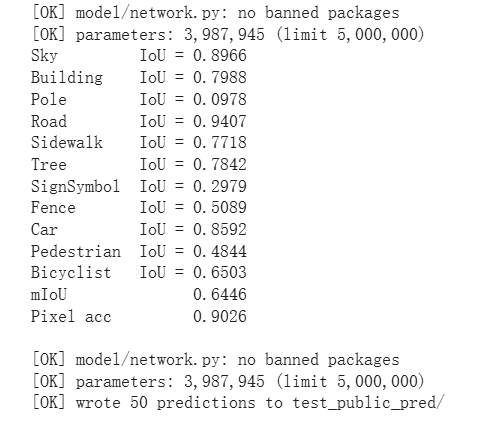 [OK] model/network.py: no banned packages
[OK] parameters: 3,987,945 (limit 5,000,000)
Sky IoU = 0.8966
Building IoU = 0.7988
Pole IoU = 0.0978
Road IoU = 0.9407
Sidewalk IoU = 0.7718
Tree IoU = 0.7842
SignSymbol IoU = 0.2979
Fence IoU = 0.5089
Car IoU = 0.8592
Pedestrian IoU = 0.4844
Bicyclist IoU = 0.6503
mIoU 0.6446
Pixel acc 0.9026
[OK] model/network.py: no banned packages
[OK] parameters: 3,987,945 (limit 5,000,000)
[OK] wrote 50 predictions to test_public_pred/